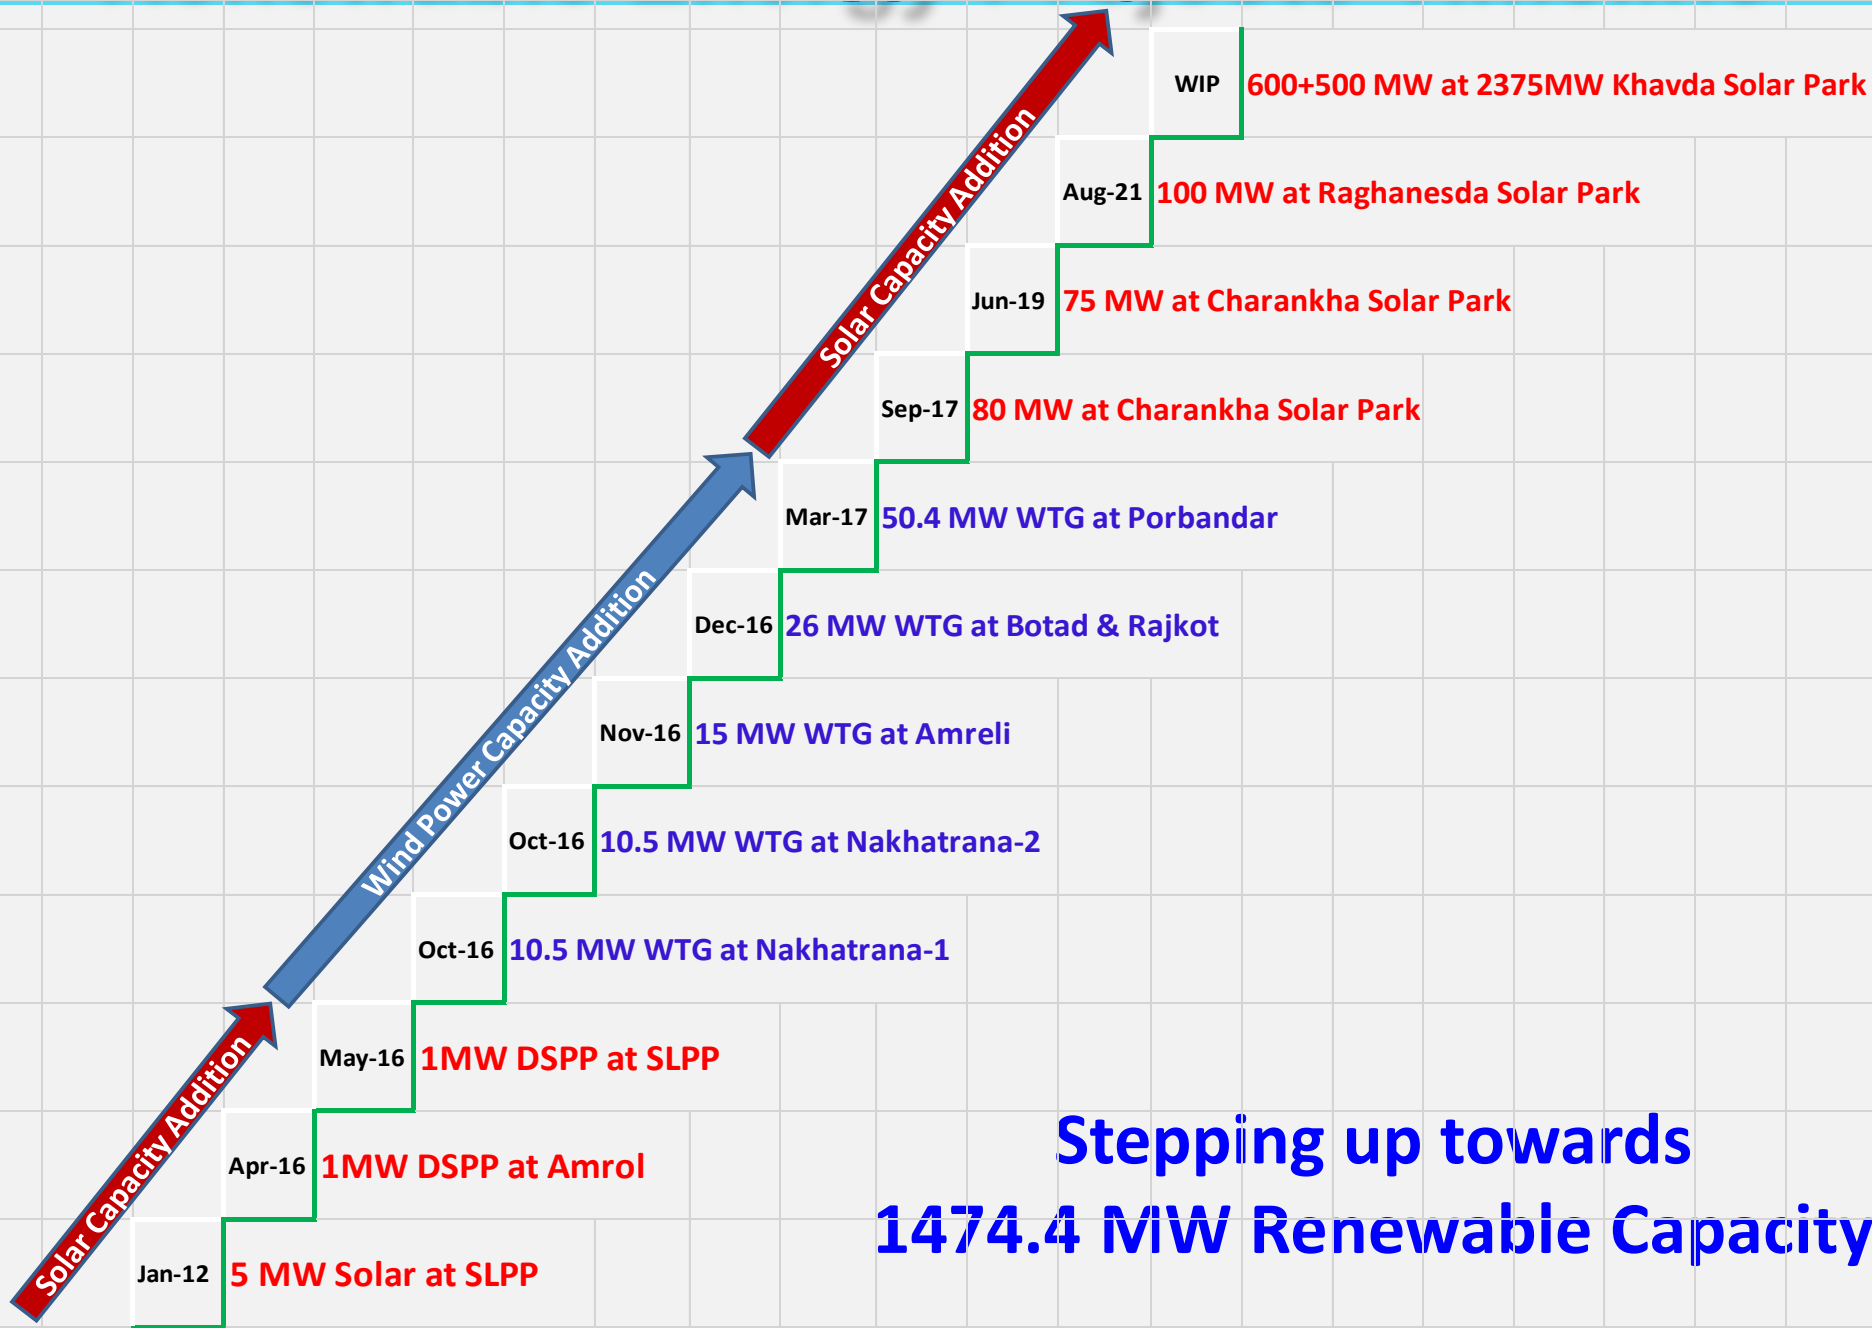 WIP 600+500 MW at 2375MW Khavda Solar Park
Aug-21 100 MW at Raghanesda Solar Park
Jun-19 75 MW at Charankha Solar Park
Sep-17 80 MW at Charankha Solar Park
Solar Capacity Addition
Mar-17 50.4 MW WTG at Porbandar
Dec-16 26 MW WTG at Botad & Rajkot
Nov-16 15 MW WTG at Amreli
Oct-16 10.5 MW WTG at Nakhatrana-2
Oct-16 10.5 MW WTG at Nakhatrana-1
Wind Power Capacity Addition
May-16 1MW DSPP at SLPP
Apr-16 1MW DSPP at Amrol
Jan-12 5 MW Solar at SLPP
Solar Capacity Addition
Stepping up towards
1474.4 MW Renewable Capacity